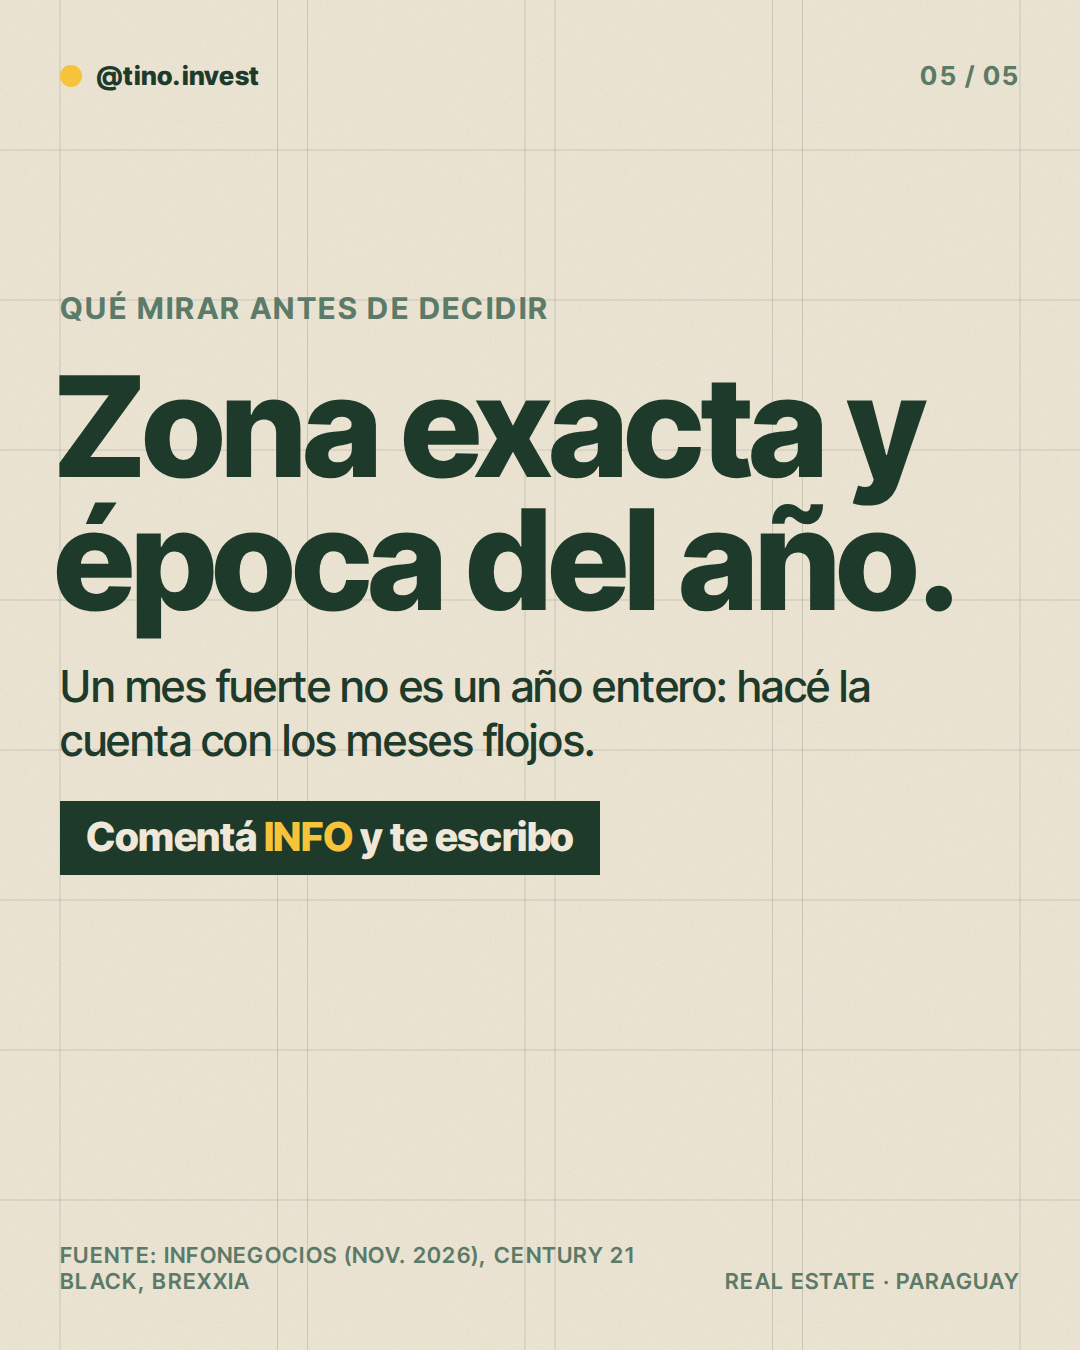 @tino.invest
05 / 05
QUÉ MIRAR ANTES DE DECIDIR
Zona exacta y
época del año.
Un mes fuerte no es un año entero: hacé la
cuenta con los meses flojos.
Comentá INFO y te escribo
FUENTE: INFONEGOCIOS (NOV. 2026), CENTURY 21
BLACK, BREXXIA
REAL ESTATE · PARAGUAY